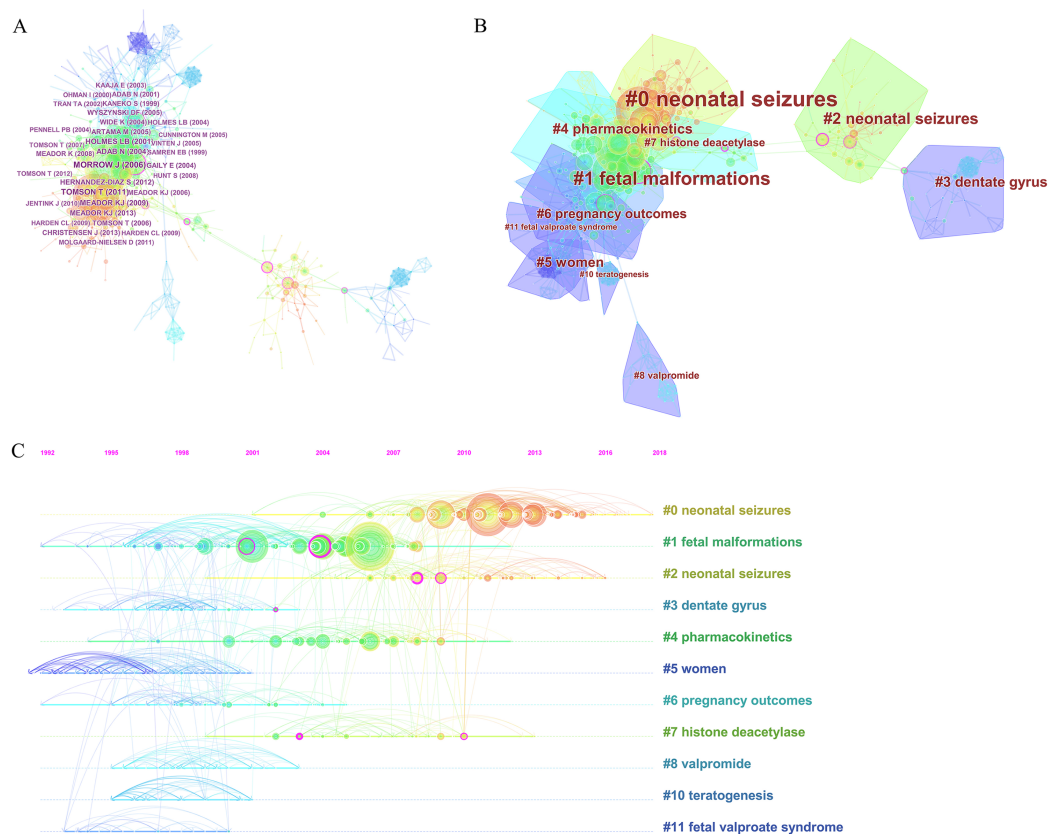 A
KAAJA E (2003)
OHMAN I (2000) ADAB N (2001)
TRAN TA (2002) KANEKO S (1999)
WYSZYNSKI DF (2005)
WIDE K (2004) HOLMES LB (2004)
PENNELL PB (2004) ARTAMA M (2005) CUNNINGTON M (2005)
HOLMES LB (2001) VINTEN J (2005)
TOMSON T (2007)
MEADOR K (2008) ADAB N (2004) SAMREN EB (1999)
MORROW J (2006) GAILY E (2004)
TOMSON T (2012) HUNT S (2008)
HERNANDEZ-DIAZ S (2012)
TOMSON T (2011) MEADOR KJ (2006)
JENTINK J (2010) MEADOR KJ (2009)
MEADOR KJ (2013)
HARDEN CL (2009) TOMSON T (2006)
CHRISTENSEN J (2013) HARDEN CL (2009)
MOLGAARD-NIELSEN D (2011)
B
#0 neonatal seizures
#2 neonatal seizures
#4 pharmacokinetics
#7 histone deacetylase
#1 fetal malformations
#3 dentate gyrus
#6 pregnancy outcomes
#11 fetal valproate syndrome
#5 women
#10 teratogenesis
#8 valpromide
C
1992 1995 1998 2001 2004 2007 2010 2013 2016 2018
#0 neonatal seizures
#1 fetal malformations
#2 neonatal seizures
#3 dentate gyrus
#4 pharmacokinetics
#5 women
#6 pregnancy outcomes
#7 histone deacetylase
#8 valpromide
#10 teratogenesis
#11 fetal valproate syndrome